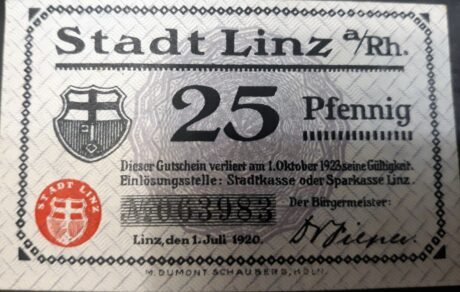 Stadt Linz a/Rh.
25 Pfennig
Dieser Gutschein verliert am 1. Oktober 1923 seine Gültigkeit.
Einlösungsstelle: Stadtkasse oder Sparkasse Linz.
STADT LINZ
№ 063983
Der Bürgermeister:
Linz, den 1. Juli 1920.
M. DUMONT SCHAUBERG, KÖLN.